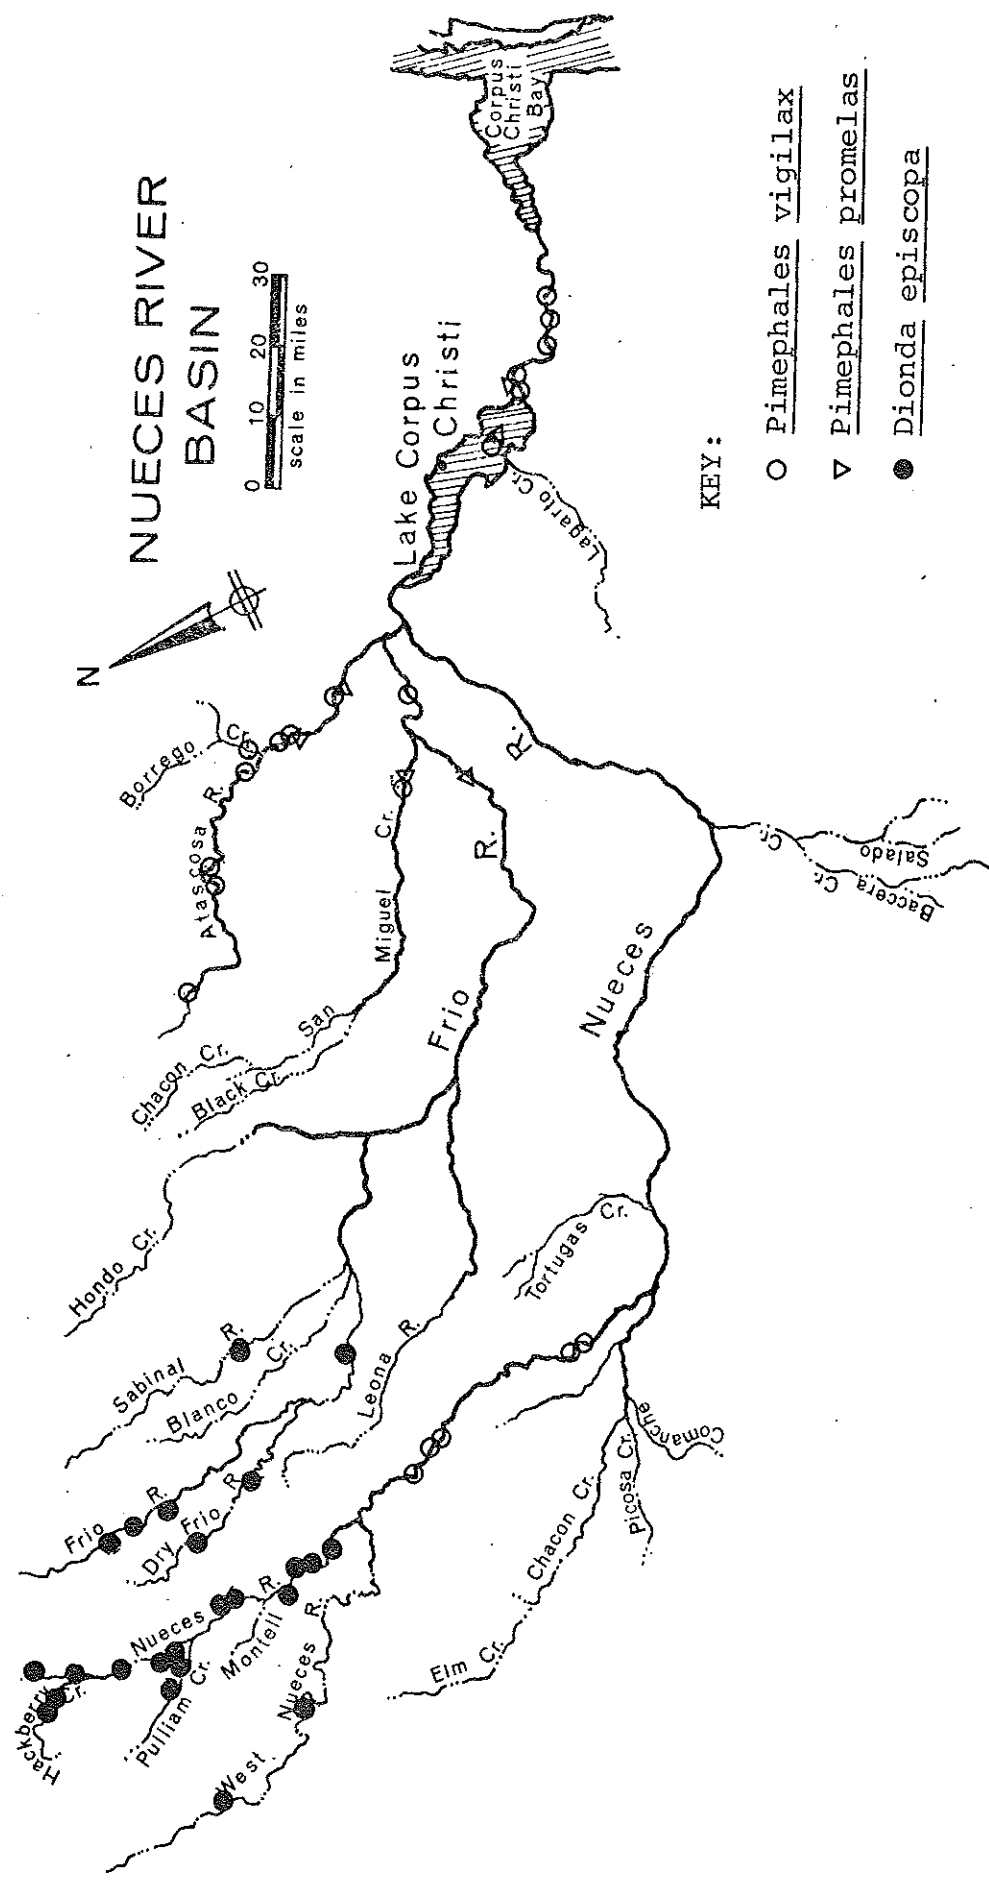 NUECES RIVER
BASIN
0 10 20 30
scale in miles
N
Corpus
Christi
Bay
Lake Corpus
Christi
Lagarto Cr.
KEY:
Pimephales vigilax
Pimephales promelas
Dionda episcopa
Borrego Cr.
Atascosa R.
San Miguel Cr.
Chacon Cr.
Black Cr.
Frio R.
Nueces R.
Salado Cr.
Baccera Cr.
Hondo Cr.
Sabinal R.
Blanco Cr.
Leona R.
Tortugas Cr.
Frio R.
Dry Frio R.
Nueces R.
Montell
Hackberry Cr.
Pulliam Cr.
West Nueces R.
Elm Cr.
Chacon Cr.
Picosa Cr.
Comanche